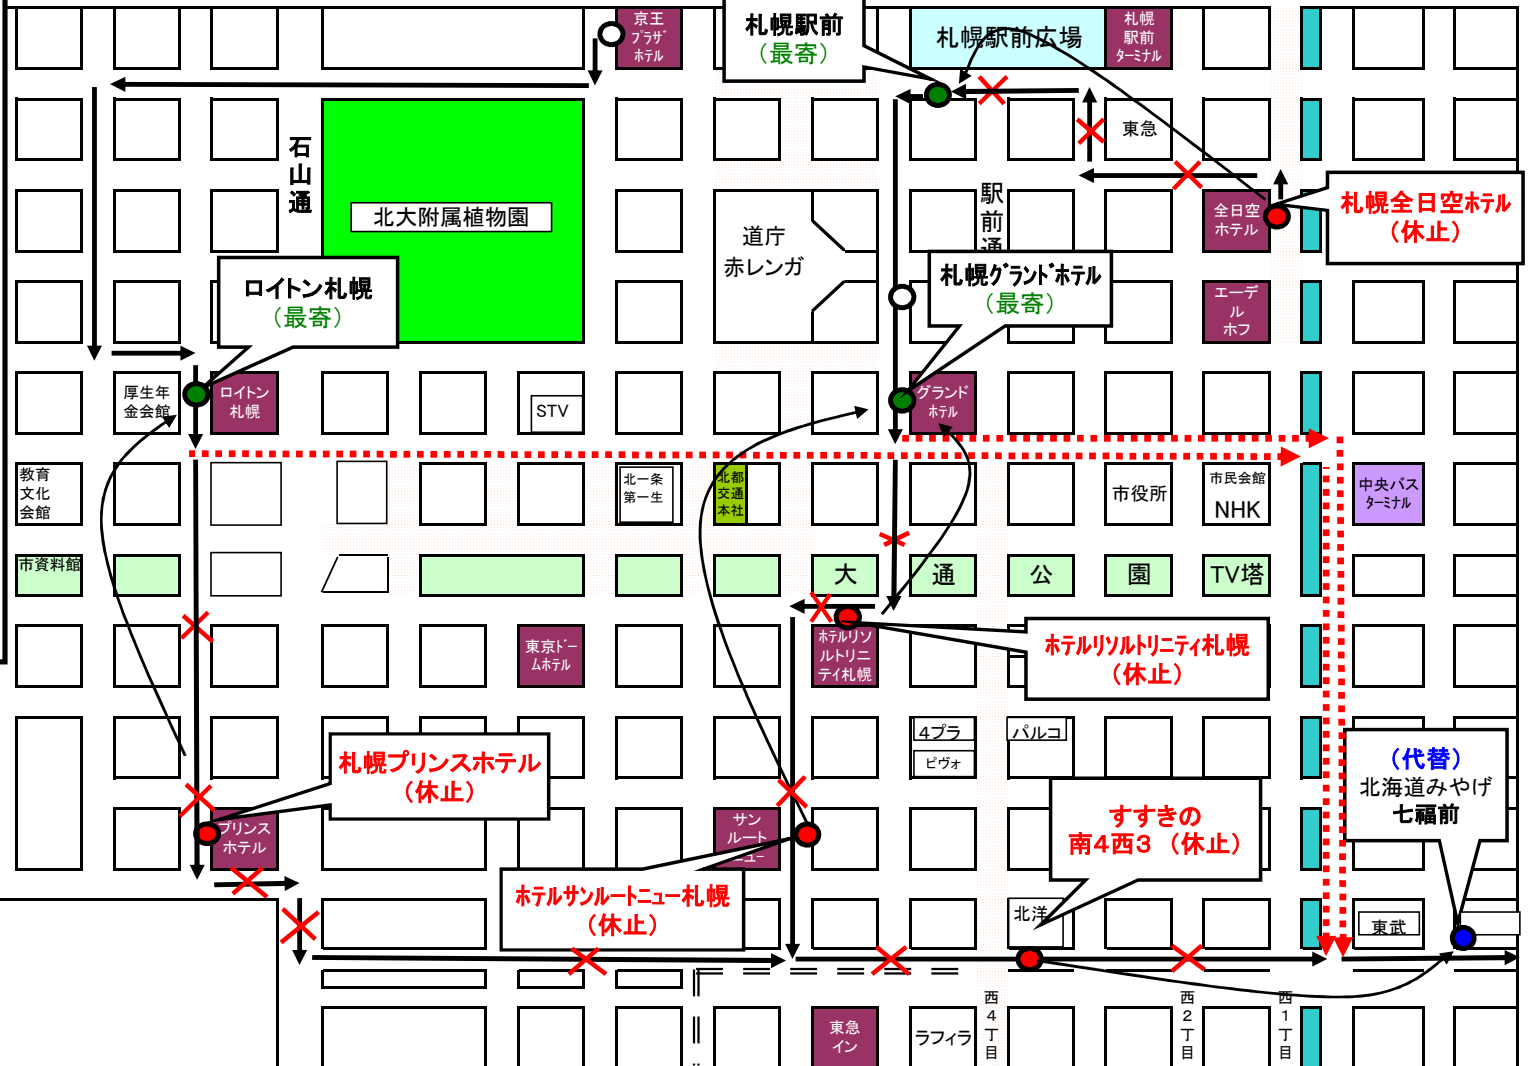 京王
プラザ
ホテル
札幌駅前
（最寄）
札幌駅前広場
札幌
駅前
ターミナル
東急
石山通
北大附属植物園
道庁
赤レンガ
駅前通
全日空
ホテル
札幌全日空ホテル
（休止）
ロイトン札幌
（最寄）
札幌グランドホテル
（最寄）
エーデ
ル
ホフ
厚生年
金会館
ロイトン
札幌
STV
グランド
ホテル
教育
文化
会館
北一条
第一生
北都
交通
本社
市役所
市民会館
NHK
中央バス
ターミナル
市資料館
大
通
公
園
TV塔
東京ドー
ムホテル
ホテルリソ
ルトリニ
テイ札幌
ホテルリソルトリニティ札幌
（休止）
4プラ
ピヴォ
パルコ
札幌プリンスホテル
（休止）
（代替）
北海道みやげ
七福前
プリンス
ホテル
サン
ルート
ニュー
すすきの
南4西3 （休止）
ホテルサンルートニュー札幌
（休止）
北洋
東武
西4丁目
西2丁目
西1丁目
東急
イン
ラフィラ